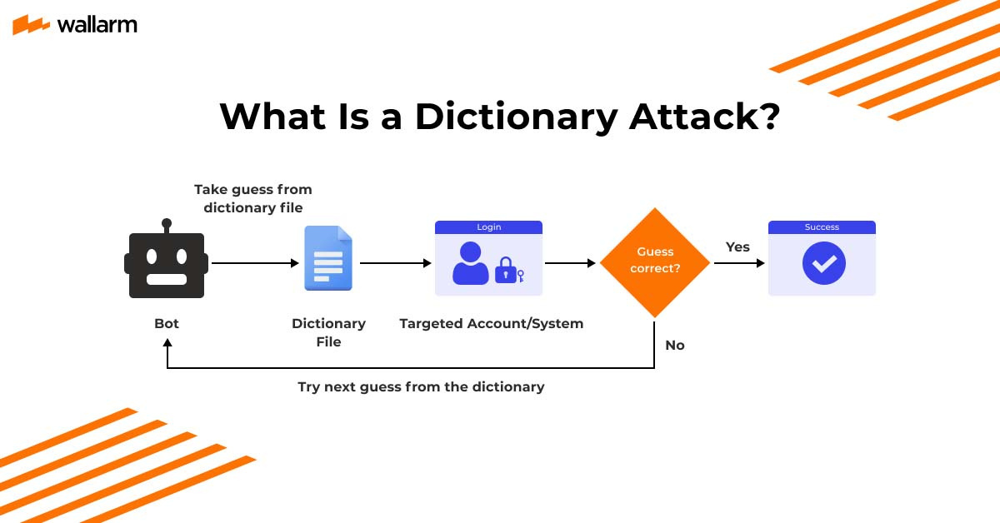 wallarm
What Is a Dictionary Attack?
Take guess from
dictionary file
Login
Guess
correct?
Yes
Success
Bot
Dictionary
File
Targeted Account/System
No
Try next guess from the dictionary